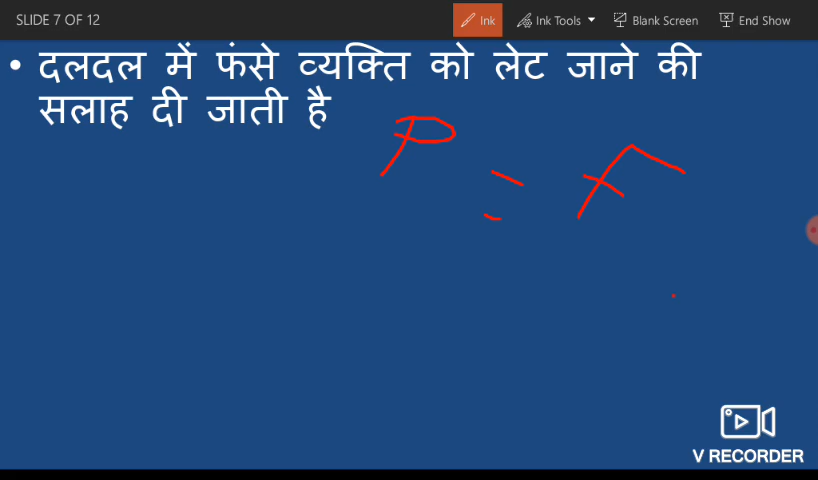 SLIDE 7 OF 12 Ink Ink Tools Blank Screen End Show
• दलदल में फंसे व्यक्ति को लेट जाने की
सलाह दी जाती है
P = F
V RECORDER